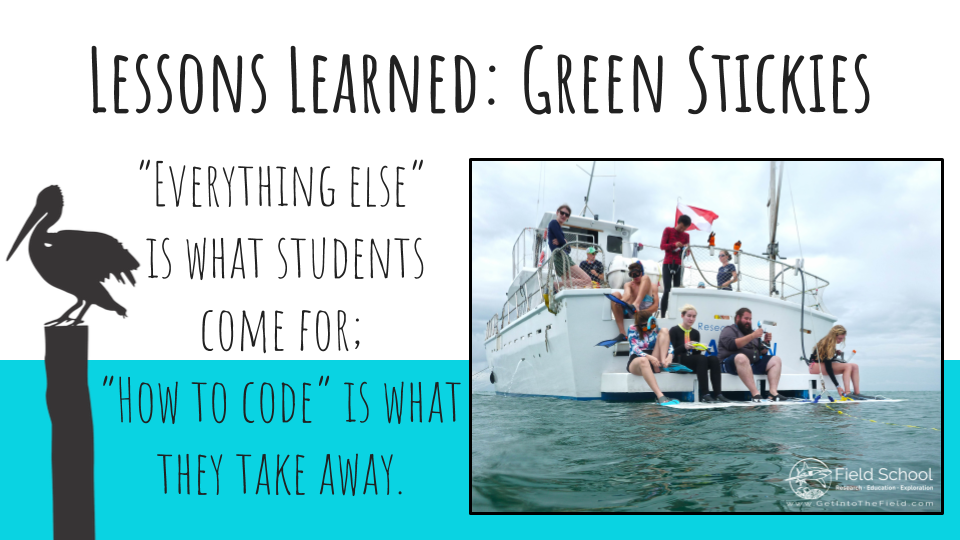 Lessons Learned: Green Stickies
"Everything else"
is what students
come for;
"How to code" is what
they take away.
Resea
Field School
Research · Education · Exploration
www.GetIntoTheField.com